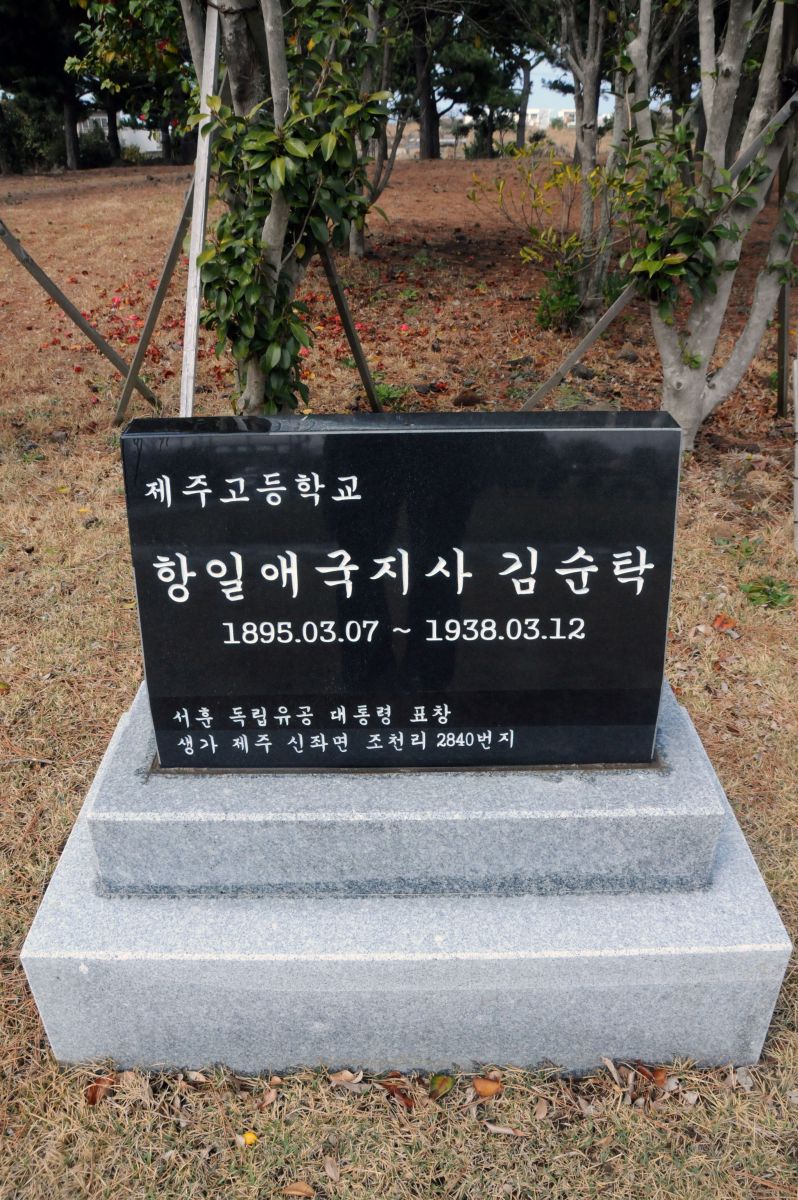 제주고등학교
항일애국지사 김순탁
1895.03.07 ~ 1938.03.12
서훈 독립유공 대통령 표창
생가 제주 신좌면 조천리 2840번지